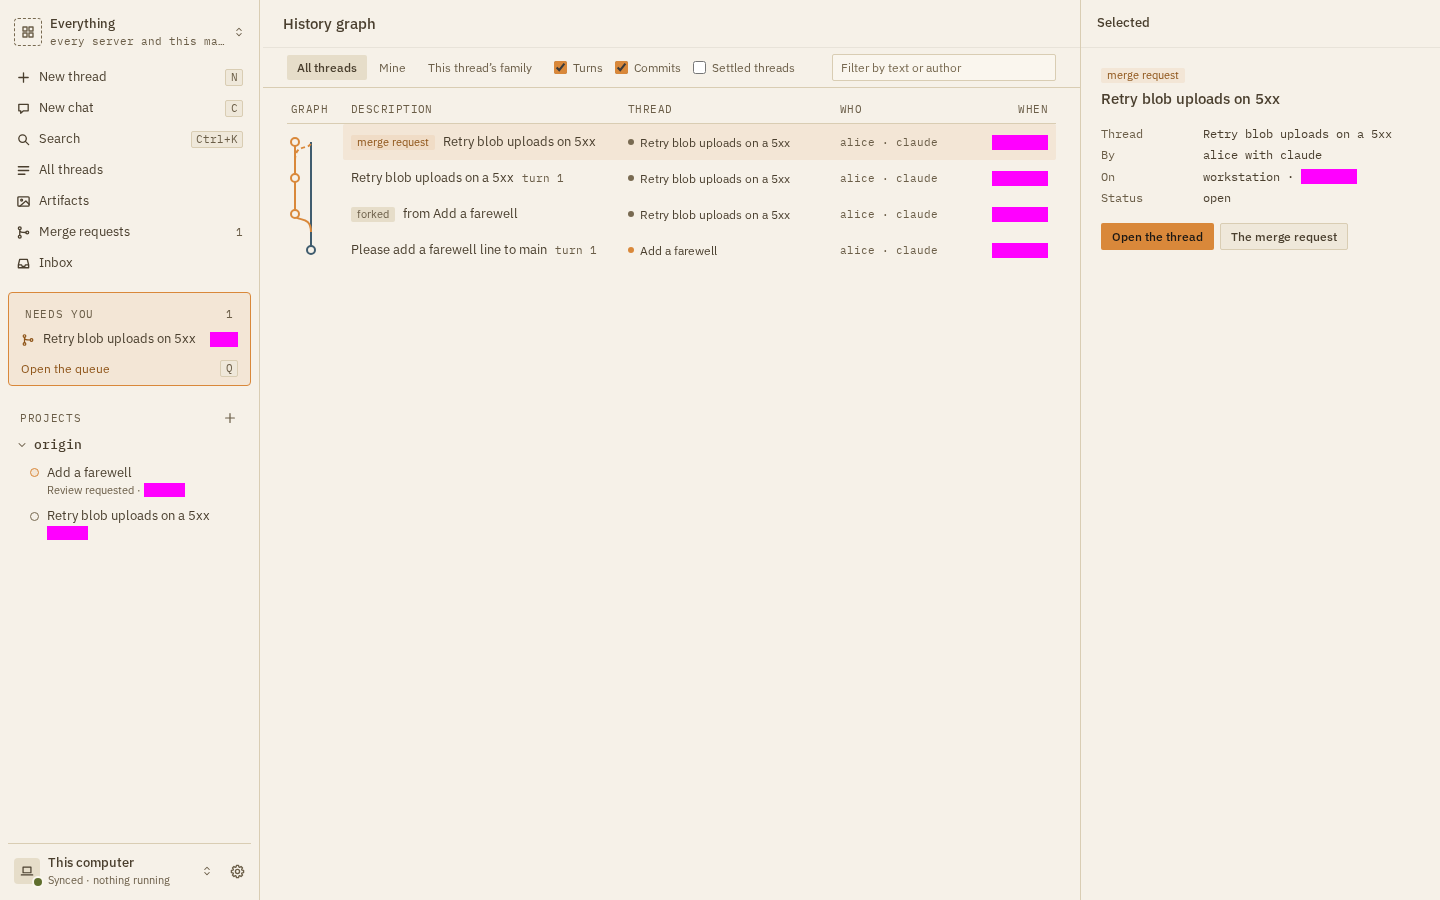 Everything
every server and this ma…
New thread N
New chat C
Search Ctrl+K
All threads
Artifacts
Merge requests 1
Inbox
NEEDS YOU 1
Retry blob uploads on 5xx
Open the queue Q
PROJECTS
origin
Add a farewell
Review requested ·
Retry blob uploads on a 5xx
This computer
Synced · nothing running
History graph
All threads Mine This thread's family Turns Commits Settled threads Filter by text or author
GRAPH DESCRIPTION THREAD WHO WHEN
merge request Retry blob uploads on 5xx Retry blob uploads on a 5xx alice · claude
Retry blob uploads on a 5xx turn 1 Retry blob uploads on a 5xx alice · claude
forked from Add a farewell Retry blob uploads on a 5xx alice · claude
Please add a farewell line to main turn 1 Add a farewell alice · claude
Selected
merge request
Retry blob uploads on 5xx
Thread Retry blob uploads on a 5xx
By alice with claude
On workstation ·
Status open
Open the thread The merge request